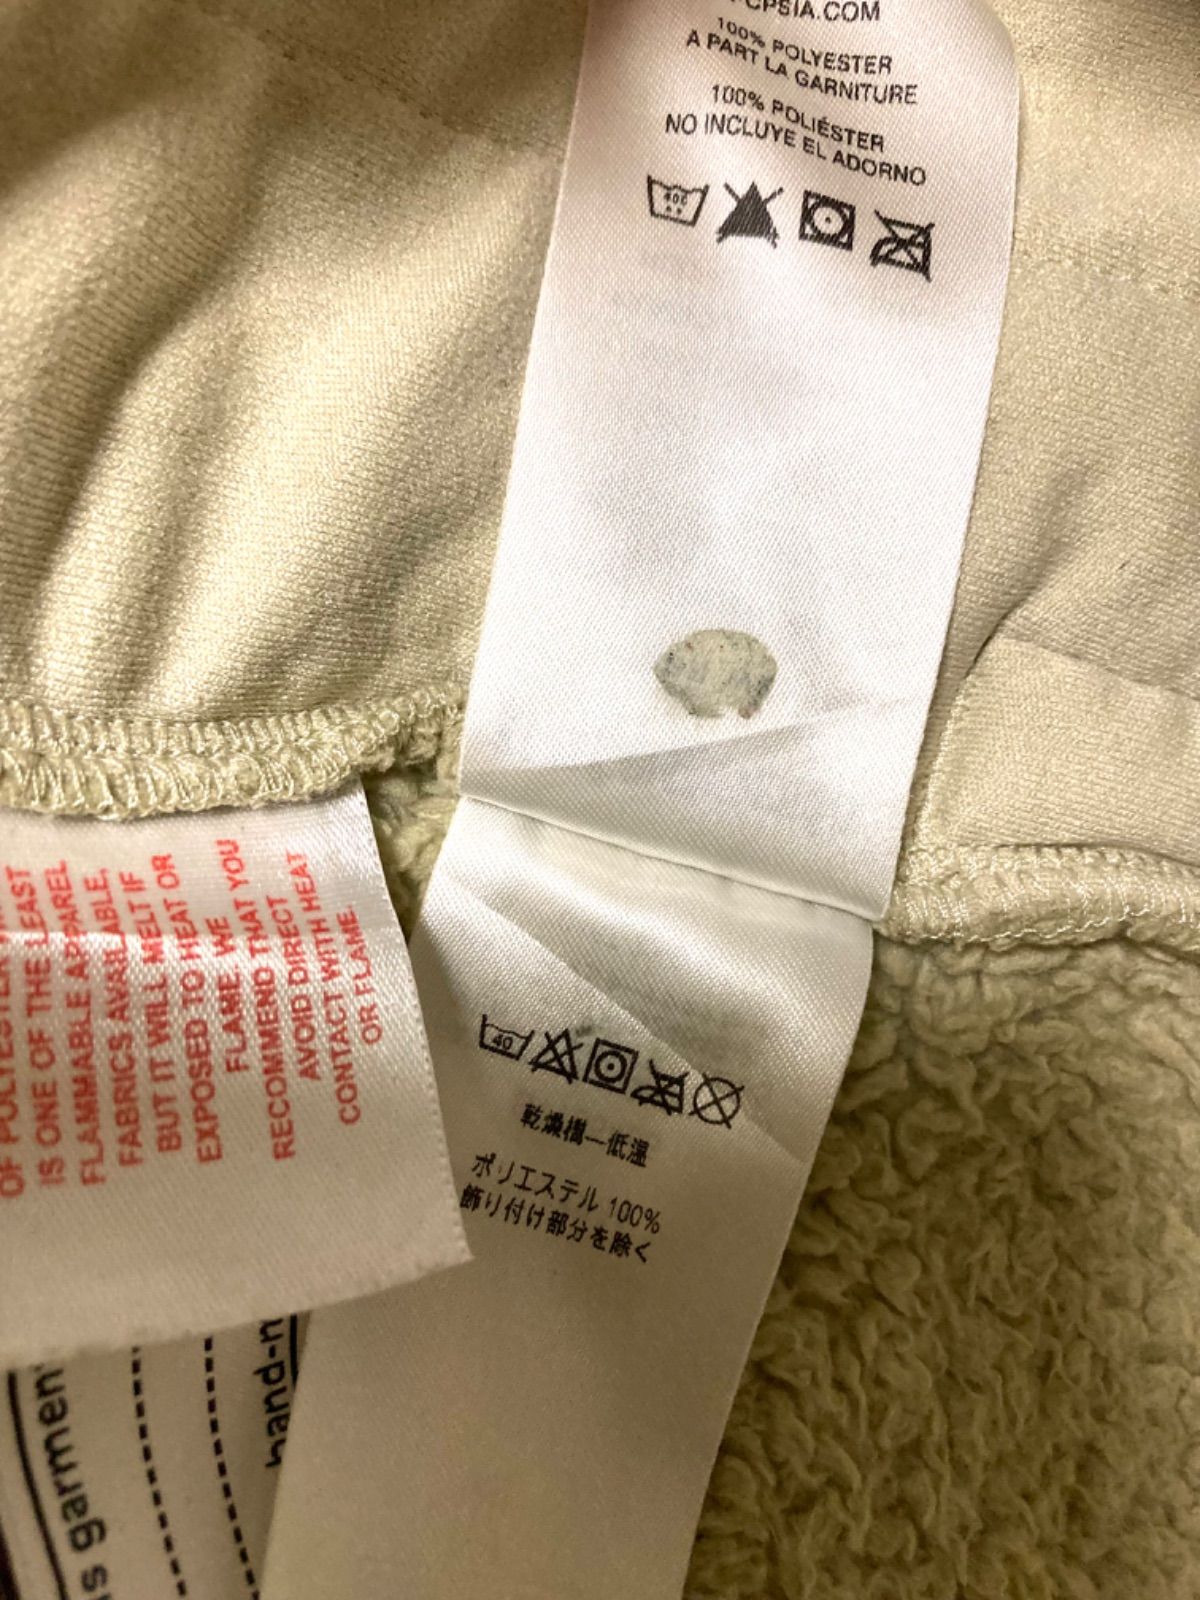 CPSIA.COM
100% POLYESTER
A PART LA GARNITURE
100% POLIÉSTER
NO INCLUYE EL ADORNO
40C
40
乾燥機—低温
ポリエステル 100%
飾り付け部分を除く
OF POLYESTER
IS ONE OF THE LEAST
FLAMMABLE APPAREL
FABRICS AVAILABLE,
BUT IT WILL MELT IF
EXPOSED TO HEAT OR
FLAME. WE
RECOMMEND THAT YOU
AVOID DIRECT
CONTACT WITH HEAT
OR FLAME.
garmen